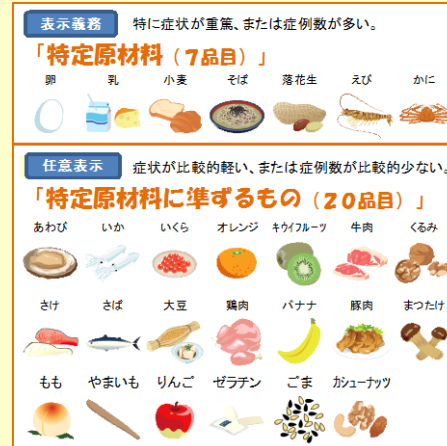 表示義務 特に症状が重篤、または症例数が多い。
「特定原材料（7品目）」
卵 乳 小麦 そば 落花生 えび かに
任意表示 症状が比較的軽い、または症例数が比較的少ない。
「特定原材料に準ずるもの（20品目）」
あわび いか いくら オレンジ キウイフルーツ 牛肉 くるみ
さけ さば 大豆 鶏肉 バナナ 豚肉 まつたけ
もも やまいも りんご ゼラチン ごま カシューナッツ